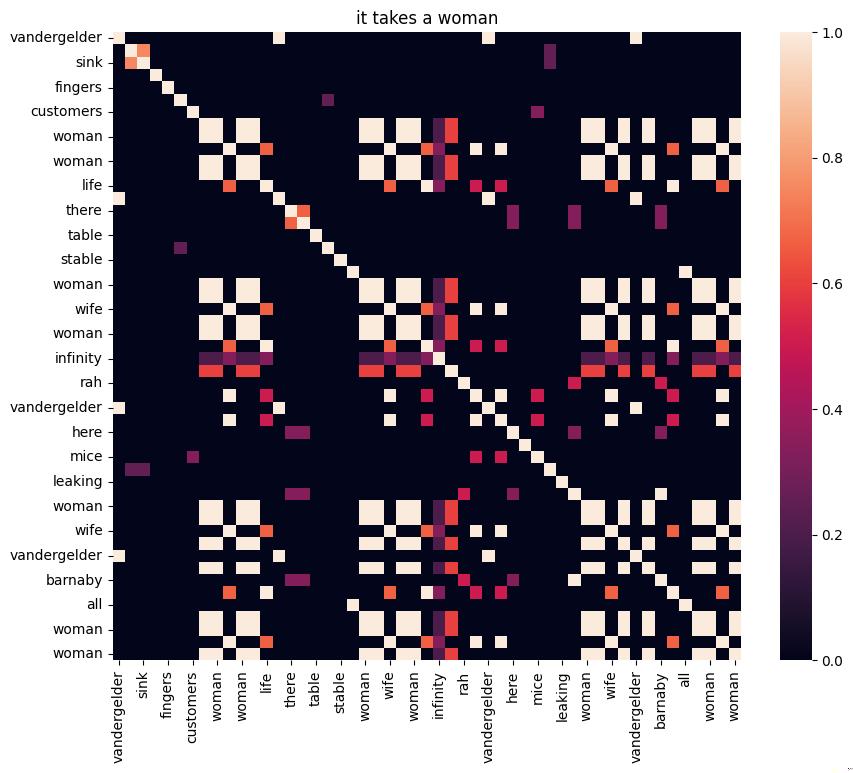 it takes a woman
vandergelder
sink
fingers
customers
woman
woman
life
there
table
stable
woman
wife
woman
infinity
rah
vandergelder
here
mice
leaking
woman
wife
vandergelder
barnaby
all
woman
woman
1.0
0.8
0.6
0.4
0.2
0.0
vandergelder
sink
fingers
customers
woman
woman
life
there
table
stable
woman
wife
woman
infinity
rah
vandergelder
here
mice
leaking
woman
wife
vandergelder
barnaby
all
woman
woman